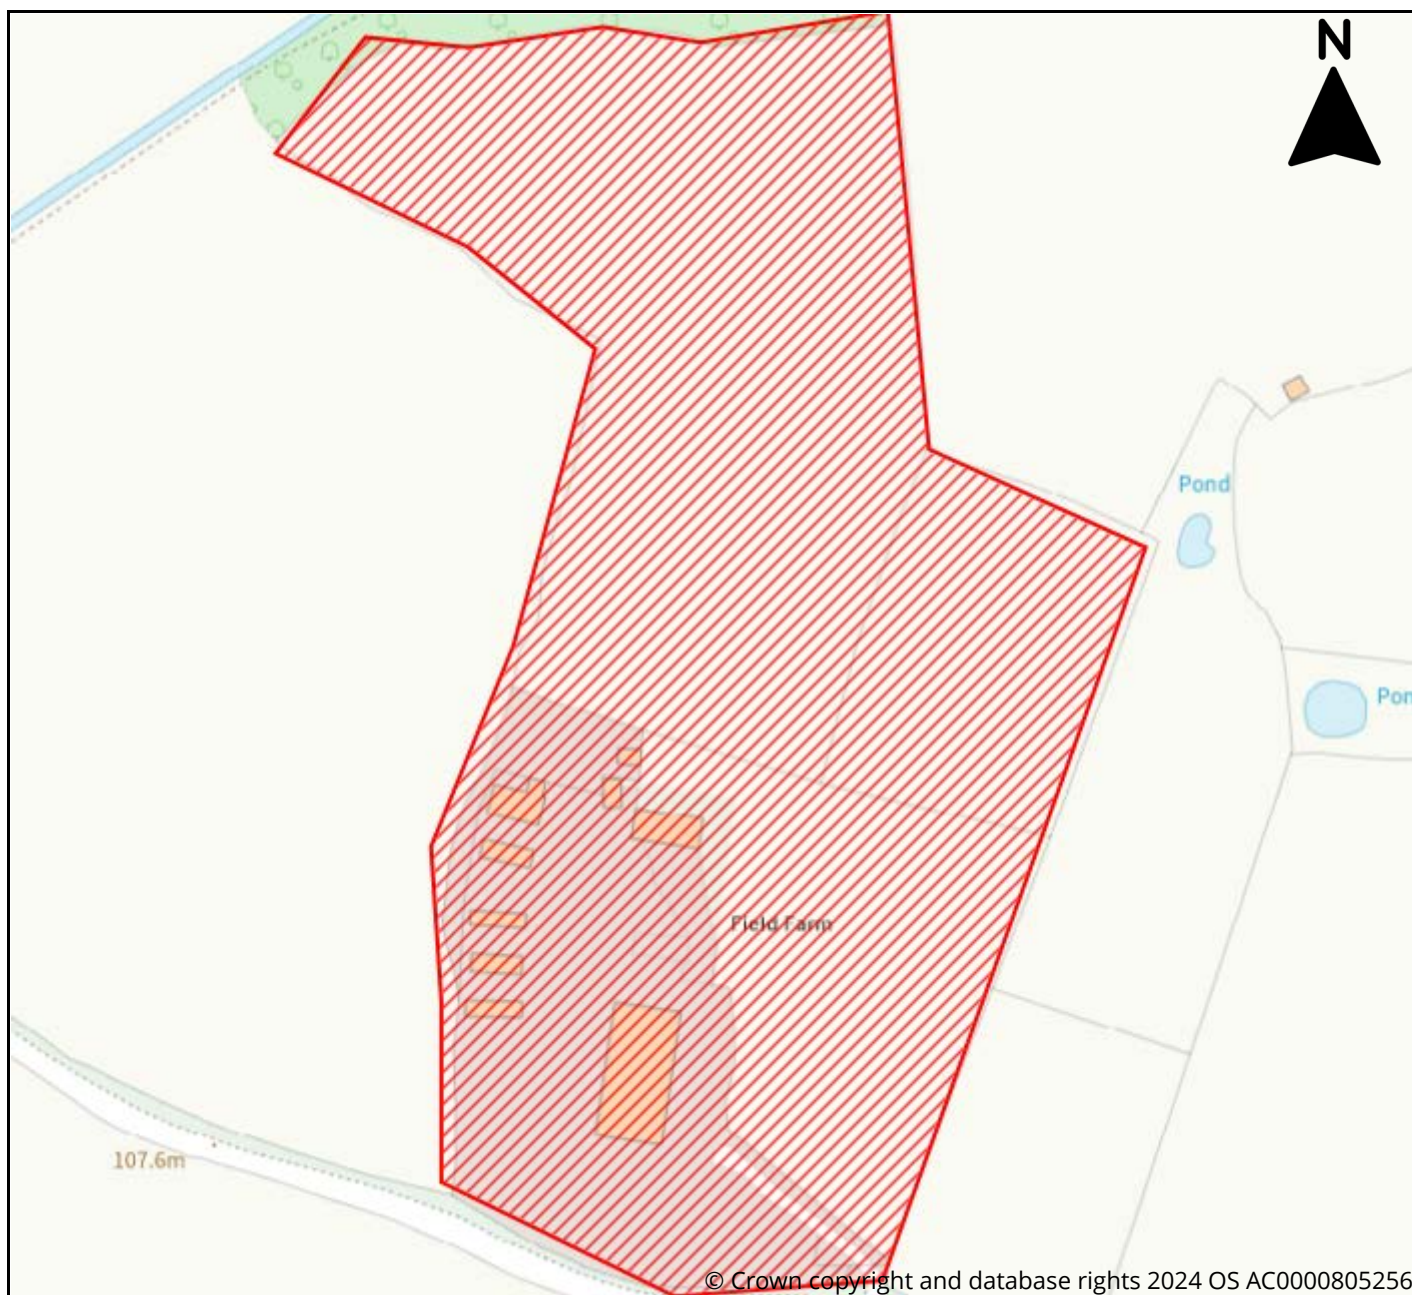 N
Pond
Pon
Field Farm
107.6m
© Crown copyright and database rights 2024 OS AC0000805256